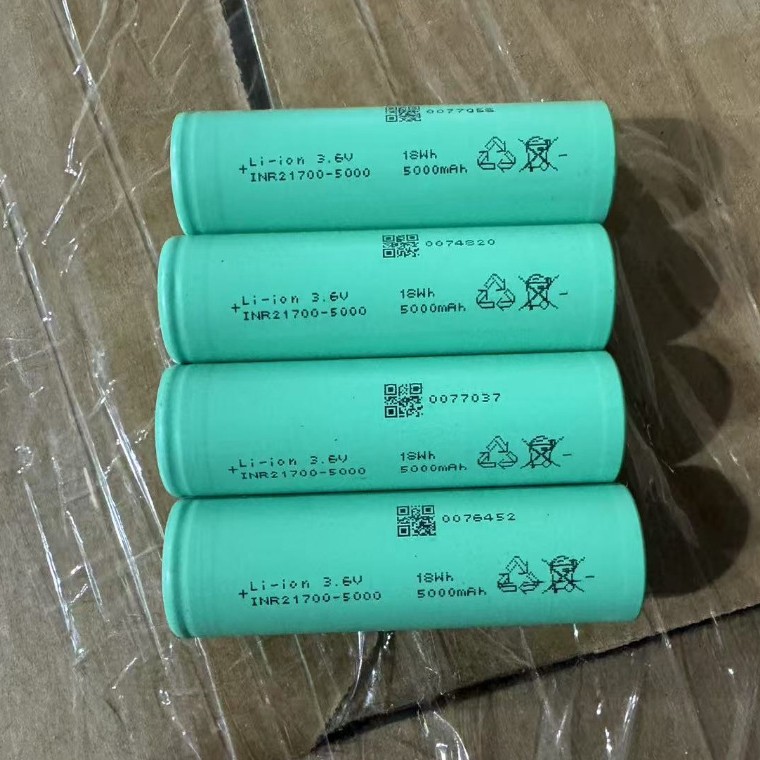 +Li-ion 3.6V 18Wh
INR21700-5000 5000mAh -
0074820
+Li-ion 3.6V 18Wh
INR21700-5000 5000mAh -
0077037
+Li-ion 3.6V 18Wh
INR21700-5000 5000mAh -
0076452
+Li-ion 3.6V 18Wh
INR21700-5000 5000mAh -